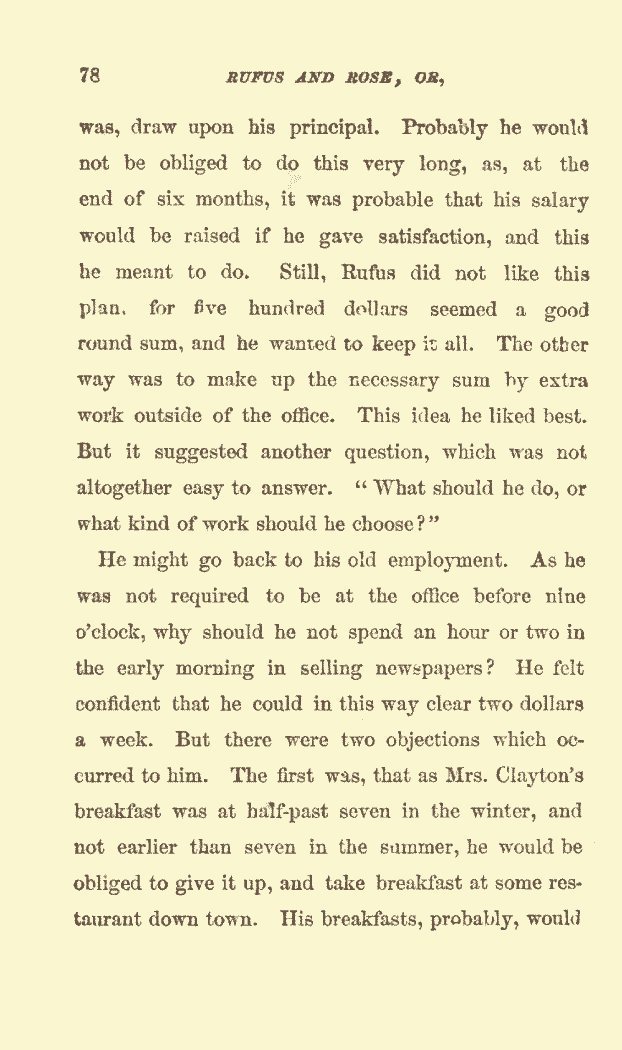 78 RUFUS AND ROSE, OR,
was, draw upon his principal. Probably he would
not be obliged to do this very long, as, at the
end of six months, it was probable that his salary
would be raised if he gave satisfaction, and this
he meant to do. Still, Rufus did not like this
plan, for five hundred dollars seemed a good
round sum, and he wanted to keep it all. The other
way was to make up the necessary sum by extra
work outside of the office. This idea he liked best.
But it suggested another question, which was not
altogether easy to answer. “ What should he do, or
what kind of work should he choose?”
He might go back to his old employment. As he
was not required to be at the office before nine
o’clock, why should he not spend an hour or two in
the early morning in selling newspapers? He felt
confident that he could in this way clear two dollars
a week. But there were two objections which oc-
curred to him. The first was, that as Mrs. Clayton’s
breakfast was at half-past seven in the winter, and
not earlier than seven in the summer, he would be
obliged to give it up, and take breakfast at some res-
taurant down town. His breakfasts, probably, would